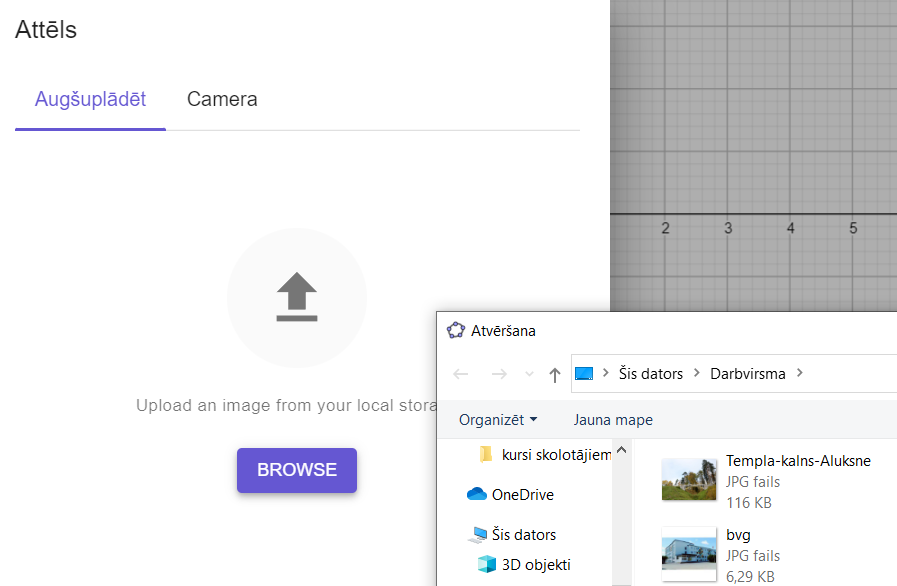 Attēls
Augšuplādēt Camera
2 3 4 5
Upload an image from your local stora
BROWSE
Atvēršana
Šis dators Darbvirsma
Organizēt Jauna mape
kursi skolotājiem
OneDrive
Šis dators
3D objekti
Templa-kalns-Aluksne
JPG fails
116 KB
bvg
JPG fails
6,29 KB